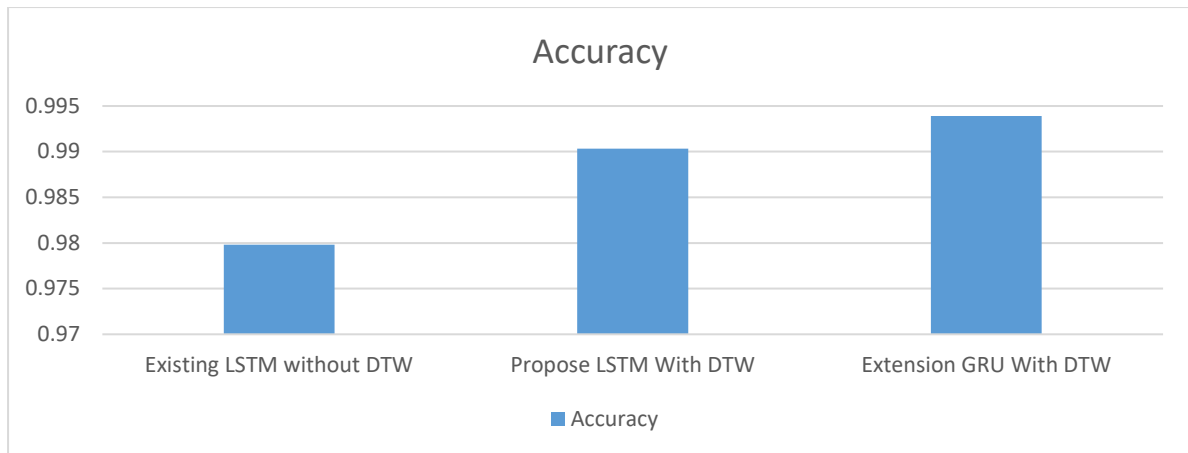 Accuracy
0.995
0.99
0.985
0.98
0.975
0.97
Existing LSTM without DTW
Propose LSTM With DTW
Extension GRU With DTW
Accuracy